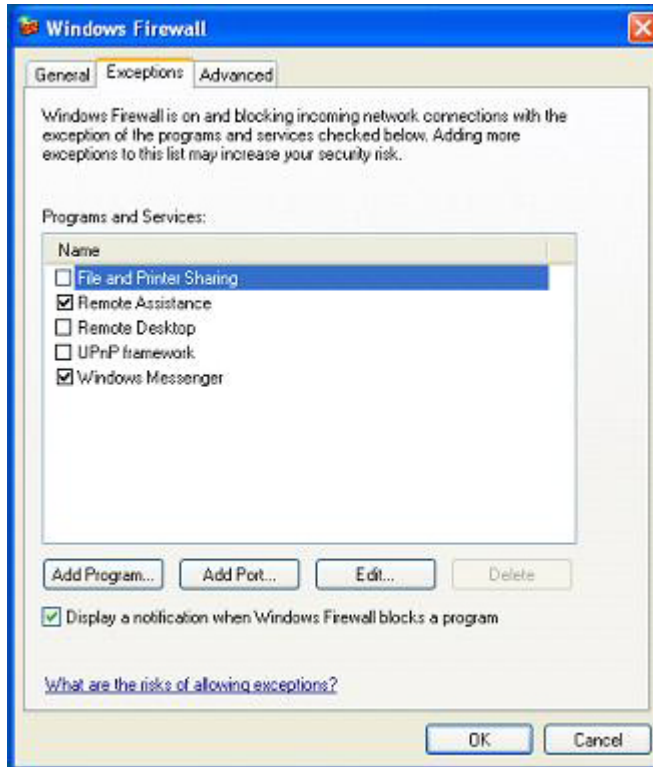 Windows Firewall
General Exceptions Advanced
Windows Firewall is on and blocking incoming network connections with the
exception of the programs and services checked below. Adding more
exceptions to this list may increase your security risk.
Programs and Services:
Name
File and Printer Sharing
Remote Assistance
Remote Desktop
UPnP framework
Windows Messenger
Add Program... Add Port... Edit... Delete
Display a notification when Windows Firewall blocks a program
What are the risks of allowing exceptions?
OK Cancel